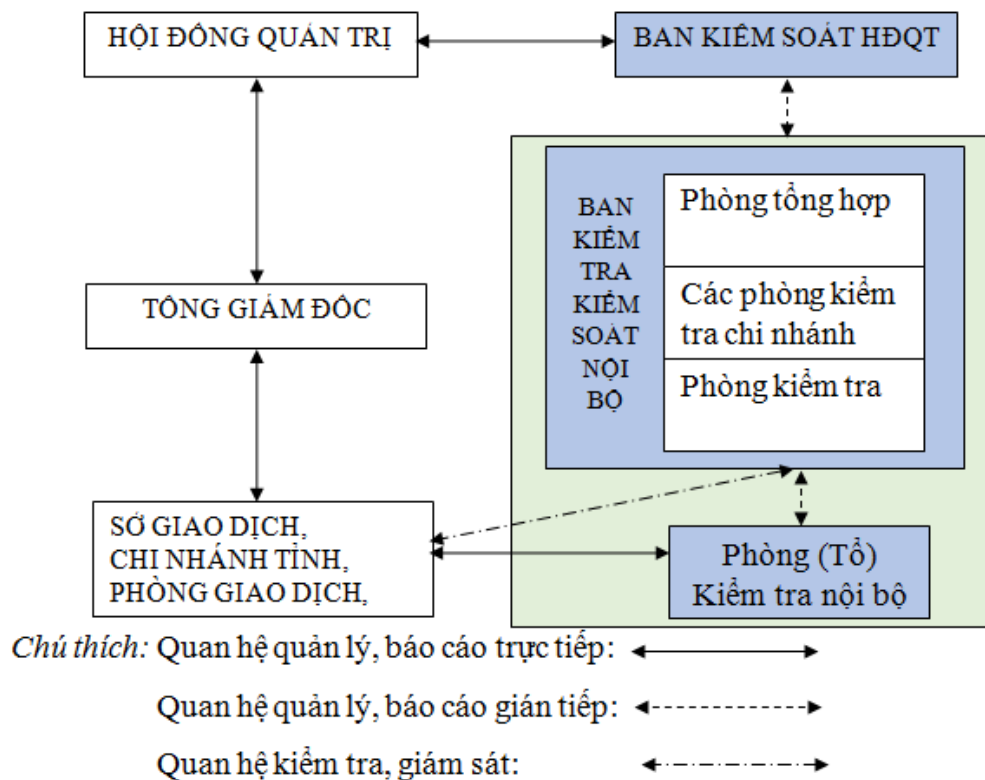 HỘI ĐỒNG QUẢN TRỊ
BAN KIỂM SOÁT HĐQT
BAN
KIỂM
TRA
KIỂM
SOÁT
NỘI
BỘ
Phòng tổng hợp
Các phòng kiểm
tra chi nhánh
Phòng kiểm tra
TỔNG GIÁM ĐỐC
SỞ GIAO DỊCH,
CHI NHÁNH TỈNH,
PHÒNG GIAO DỊCH,
Phòng (Tổ)
Kiểm tra nội bộ
Chú thích: Quan hệ quản lý, báo cáo trực tiếp:
Quan hệ quản lý, báo cáo gián tiếp:
Quan hệ kiểm tra, giám sát: